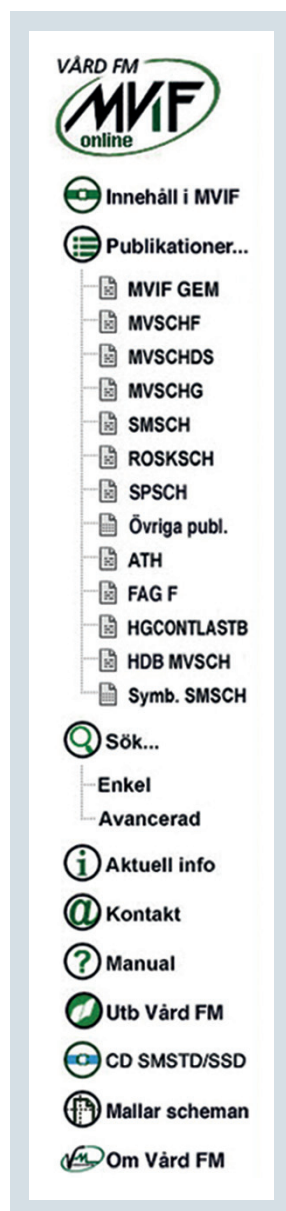 VÅRD FM
MVIF
online
Innehåll i MVIF
Publikationer...
MVIF GEM
MVSCHF
MVSCHDS
MVSCHG
SMSCH
ROSKSCH
SPSCH
Övriga publ.
ATH
FAG F
HGCONTLASTB
HDB MVSCH
Symb. SMSCH
Sök...
Enkel
Avancerad
Aktuell info
Kontakt
Manual
Utb Vård FM
CD SMSTD/SSD
Mallar scheman
Om Vård FM